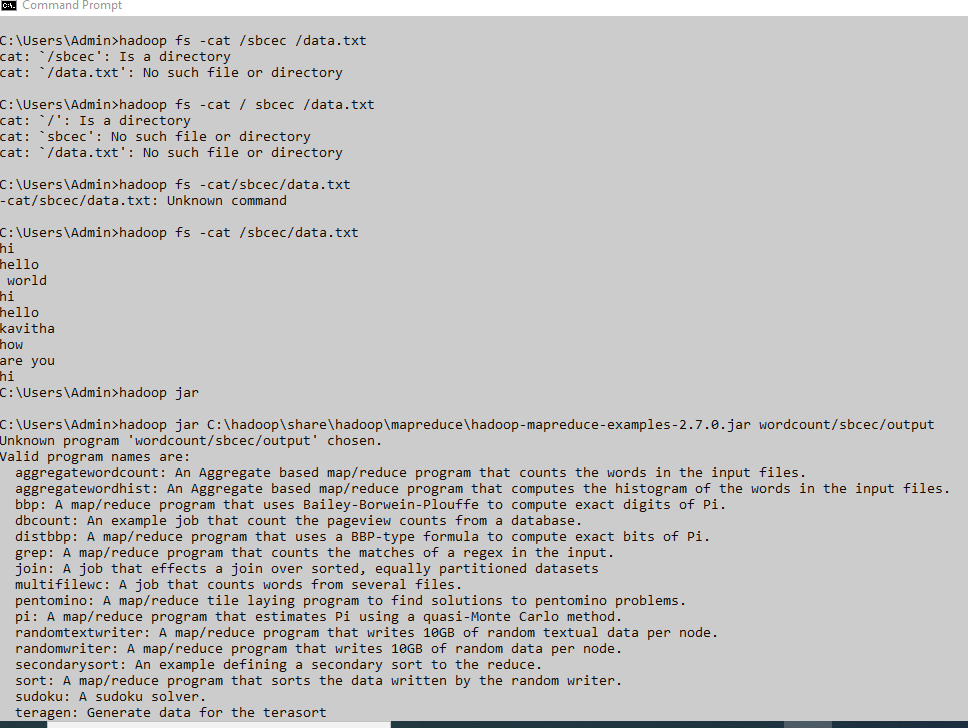 Command Prompt
C:\Users\Admin>hadoop fs -cat /sbcec /data.txt
cat: `/sbcec': Is a directory
cat: `/data.txt': No such file or directory
C:\Users\Admin>hadoop fs -cat / sbcec /data.txt
cat: `/': Is a directory
cat: `sbcec': No such file or directory
cat: `/data.txt': No such file or directory
C:\Users\Admin>hadoop fs -cat/sbcec/data.txt
-cat/sbcec/data.txt: Unknown command
C:\Users\Admin>hadoop fs -cat /sbcec/data.txt
hi
hello
 world
hi
hello
kavitha
how
are you
hi
C:\Users\Admin>hadoop jar
C:\Users\Admin>hadoop jar C:\hadoop\share\hadoop\mapreduce\hadoop-mapreduce-examples-2.7.0.jar wordcount/sbcec/output
Unknown program 'wordcount/sbcec/output' chosen.
Valid program names are:
  aggregatewordcount: An Aggregate based map/reduce program that counts the words in the input files.
  aggregatewordhist: An Aggregate based map/reduce program that computes the histogram of the words in the input files.
  bbp: A map/reduce program that uses Bailey-Borwein-Plouffe to compute exact digits of Pi.
  dbcount: An example job that count the pageview counts from a database.
  distbbp: A map/reduce program that uses a BBP-type formula to compute exact bits of Pi.
  grep: A map/reduce program that counts the matches of a regex in the input.
  join: A job that effects a join over sorted, equally partitioned datasets
  multifilewc: A job that counts words from several files.
  pentomino: A map/reduce tile laying program to find solutions to pentomino problems.
  pi: A map/reduce program that estimates Pi using a quasi-Monte Carlo method.
  randomtextwriter: A map/reduce program that writes 10GB of random textual data per node.
  randomwriter: A map/reduce program that writes 10GB of random data per node.
  secondarysort: An example defining a secondary sort to the reduce.
  sort: A map/reduce program that sorts the data written by the random writer.
  sudoku: A sudoku solver.
  teragen: Generate data for the terasort